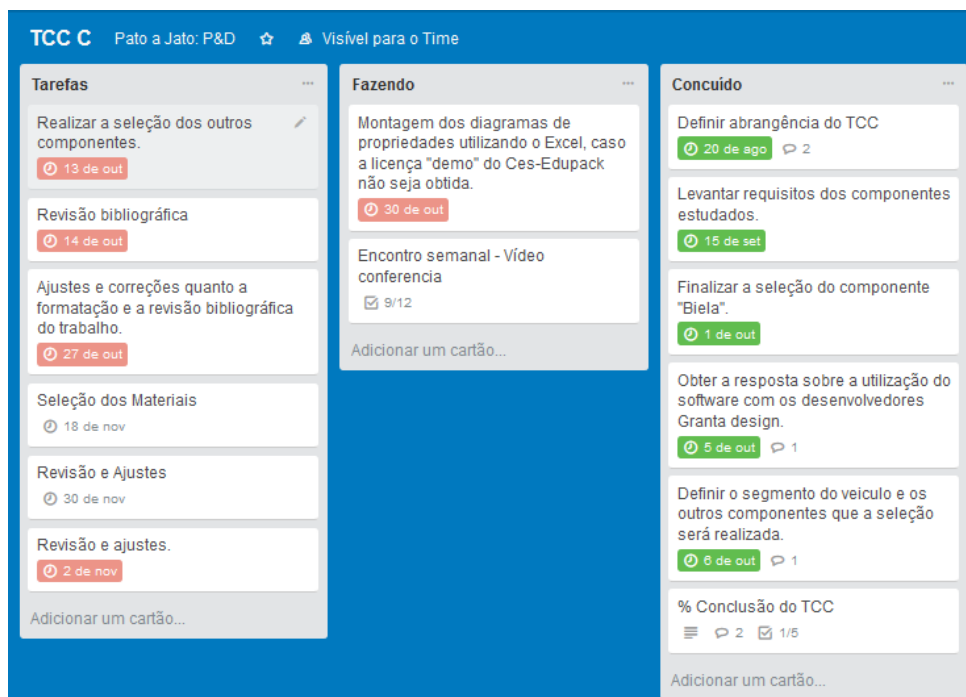 TCC C Pato a Jato: P&D Visível para o Time
Tarefas
Realizar a seleção dos outros
componentes.
13 de out
Revisão bibliográfica
14 de out
Ajustes e correções quanto a
formatação e a revisão bibliográfica
do trabalho.
27 de out
Seleção dos Materiais
18 de nov
Revisão e Ajustes
30 de nov
Revisão e ajustes.
2 de nov
Adicionar um cartão...
Fazendo
Montagem dos diagramas de
propriedades utilizando o Excel, caso
a licença "demo" do Ces-Edupack
não seja obtida.
30 de out
Encontro semanal - Vídeo
conferencia
9/12
Adicionar um cartão...
Concuído
Definir abrangência do TCC
20 de ago 2
Levantar requisitos dos componentes
estudados.
15 de set
Finalizar a seleção do componente
"Biela".
1 de out
Obter a resposta sobre a utilização do
software com os desenvolvedores
Granta design.
5 de out 1
Definir o segmento do veiculo e os
outros componentes que a seleção
será realizada.
6 de out 1
% Conclusão do TCC
2 1/5
Adicionar um cartão...